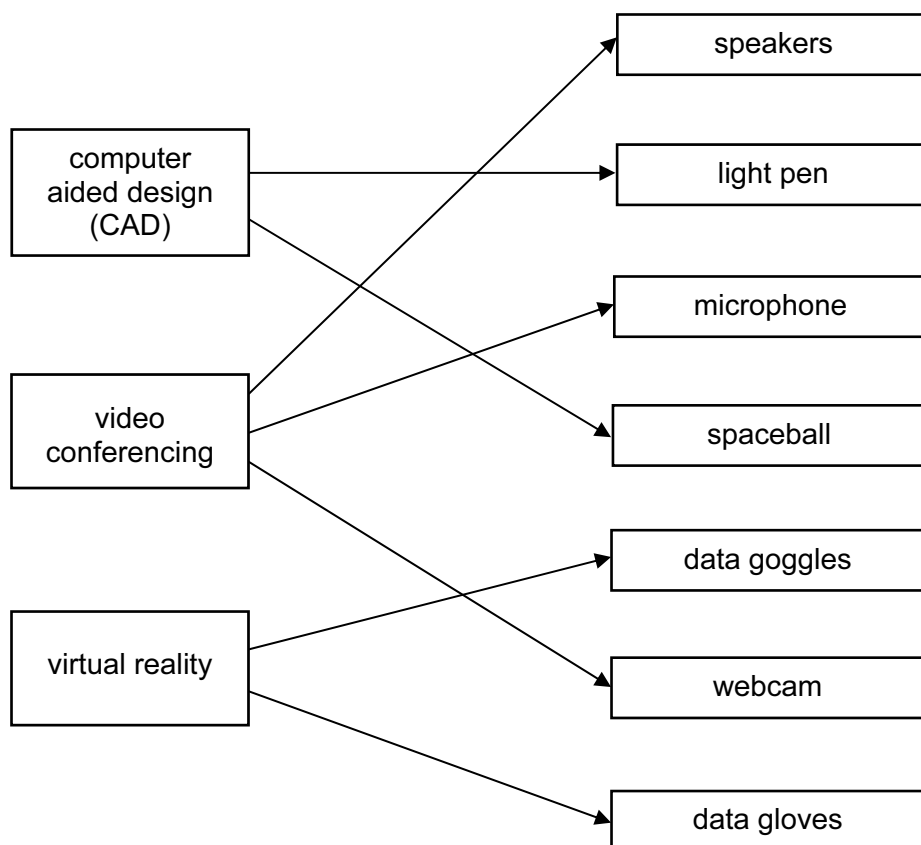 computer
aided design
(CAD)
video
conferencing
virtual reality
speakers
light pen
microphone
spaceball
data goggles
webcam
data gloves